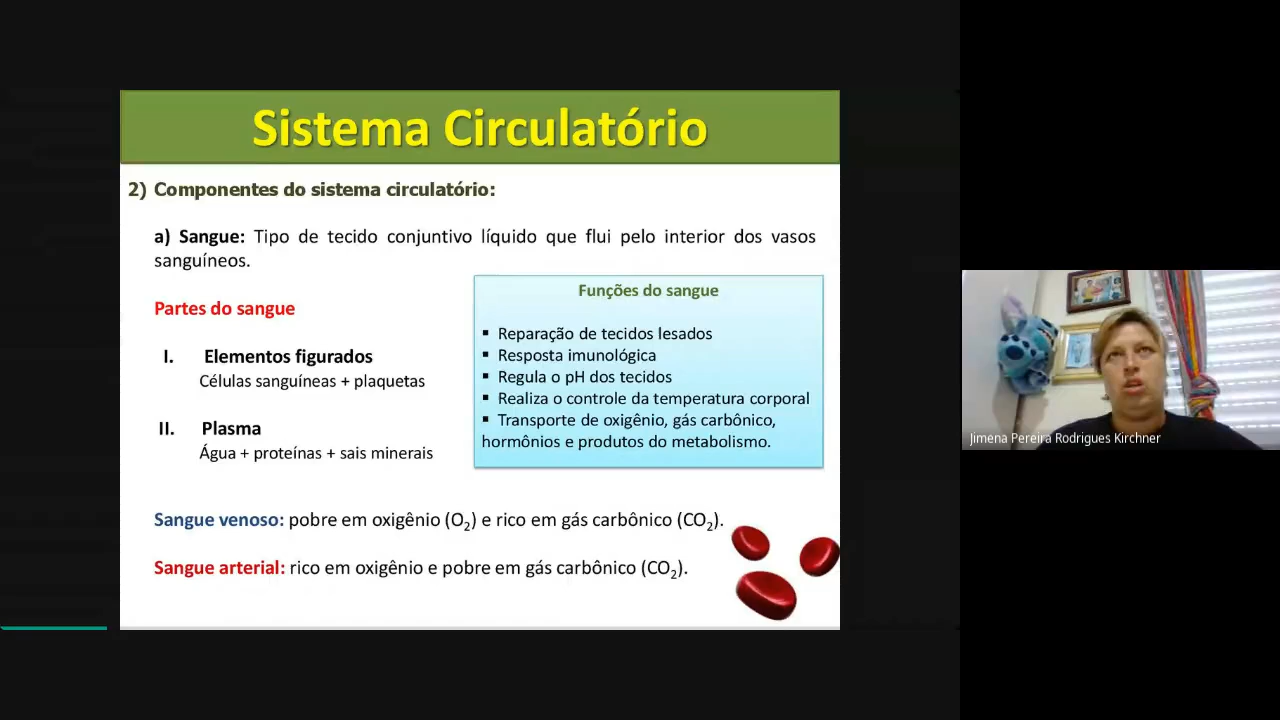 Sistema Circulatório
2) Componentes do sistema circulatório:
a) Sangue: Tipo de tecido conjuntivo líquido que flui pelo interior dos vasos
sanguíneos.
Partes do sangue
I. Elementos figurados
Células sanguíneas + plaquetas
II. Plasma
Água + proteínas + sais minerais
Funções do sangue
▪ Reparação de tecidos lesados
▪ Resposta imunológica
▪ Regula o pH dos tecidos
▪ Realiza o controle da temperatura corporal
▪ Transporte de oxigênio, gás carbônico,
hormônios e produtos do metabolismo.
Sangue venoso: pobre em oxigênio (O₂) e rico em gás carbônico (CO₂).
Sangue arterial: rico em oxigênio e pobre em gás carbônico (CO₂).
Jimena Pereira Rodrigues Kirchner